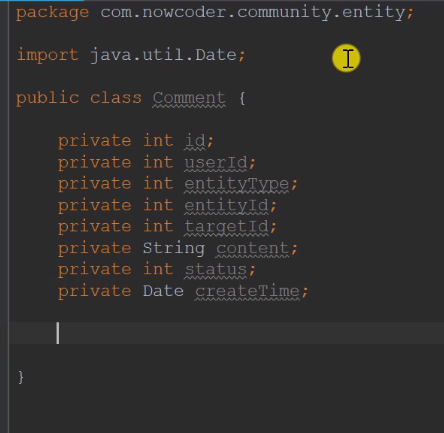 package com.nowcoder.community.entity;
import java.util.Date;
public class Comment {
private int id;
private int userId;
private int entityType;
private int entityId;
private int targetId;
private String content;
private int status;
private Date createTime;
}